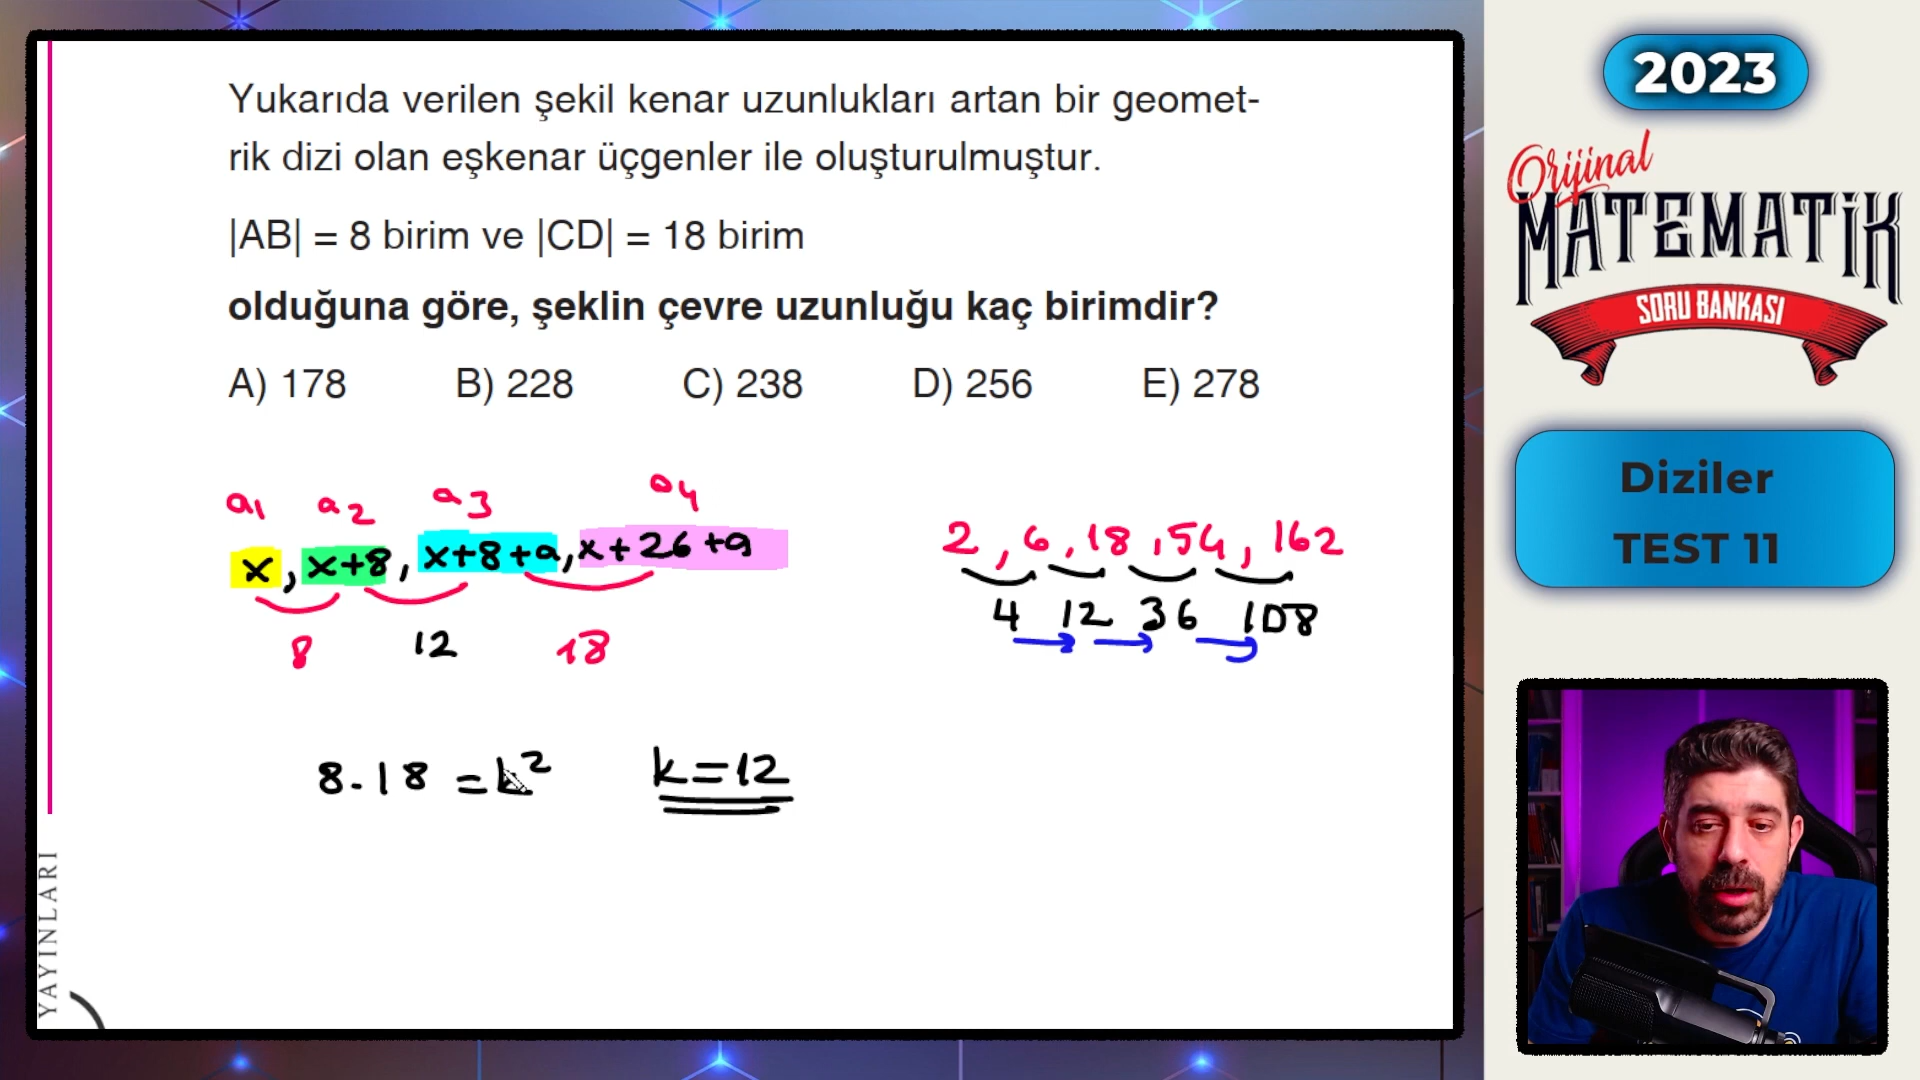 Yukarıda verilen şekil kenar uzunlukları artan bir geomet-
rik dizi olan eşkenar üçgenler ile oluşturulmuştur.
|AB| = 8 birim ve |CD| = 18 birim
olduğuna göre, şeklin çevre uzunluğu kaç birimdir?
A) 178 B) 228 C) 238 D) 256 E) 278
a1 a2 a3 a4
x, x+8, x+8+a, x+26+a
8 12 18
8.18 = k² k=12
2, 6, 18, 54, 162
4 12 36 108
YAYINLARI
2023
Orijinal
MATEMATİK
SORU BANKASI
Diziler
TEST 11